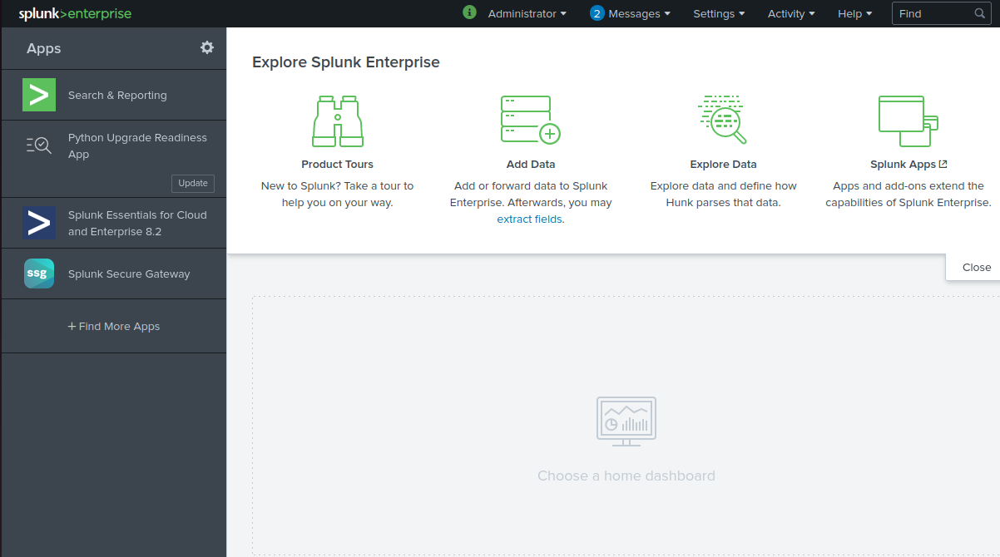 splunk>enterprise
i
Administrator
2 Messages
Settings
Activity
Help
Find
Apps
Search & Reporting
Python Upgrade Readiness
App
Update
Splunk Essentials for Cloud
and Enterprise 8.2
ssg
Splunk Secure Gateway
+ Find More Apps
Explore Splunk Enterprise
Product Tours
New to Splunk? Take a tour to
help you on your way.
Add Data
Add or forward data to Splunk
Enterprise. Afterwards, you may
extract fields.
Explore Data
Explore data and define how
Hunk parses that data.
Splunk Apps
Apps and add-ons extend the
capabilities of Splunk Enterprise.
Close
Choose a home dashboard